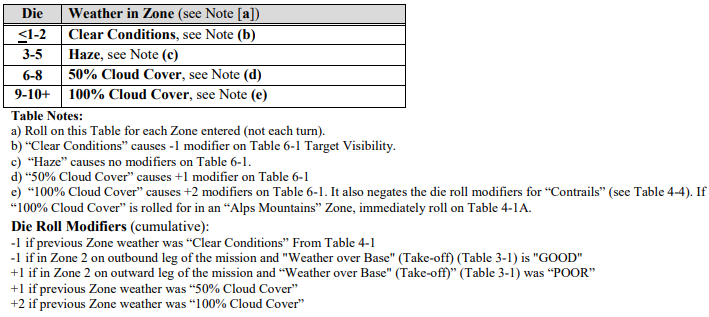 Die Weather in Zone (see Note [a])
≤1-2 Clear Conditions, see Note (b)
3-5 Haze, see Note (c)
6-8 50% Cloud Cover, see Note (d)
9-10+ 100% Cloud Cover, see Note (e)
Table Notes:
a) Roll on this Table for each Zone entered (not each turn).
b) “Clear Conditions” causes -1 modifier on Table 6-1 Target Visibility.
c) “Haze” causes no modifiers on Table 6-1.
d) “50% Cloud Cover” causes +1 modifier on Table 6-1
e) “100% Cloud Cover” causes +2 modifiers on Table 6-1. It also negates the die roll modifiers for “Contrails” (see Table 4-4). If
“100% Cloud Cover” is rolled for in an “Alps Mountains” Zone, immediately roll on Table 4-1A.
Die Roll Modifiers (cumulative):
-1 if previous Zone weather was “Clear Conditions” From Table 4-1
-1 if in Zone 2 on outbound leg of the mission and "Weather over Base" (Take-off) (Table 3-1) is "GOOD"
+1 if in Zone 2 on outward leg of the mission and “Weather over Base" (Take-off)” (Table 3-1) was “POOR”
+1 if previous Zone weather was “50% Cloud Cover”
+2 if previous Zone weather was “100% Cloud Cover”